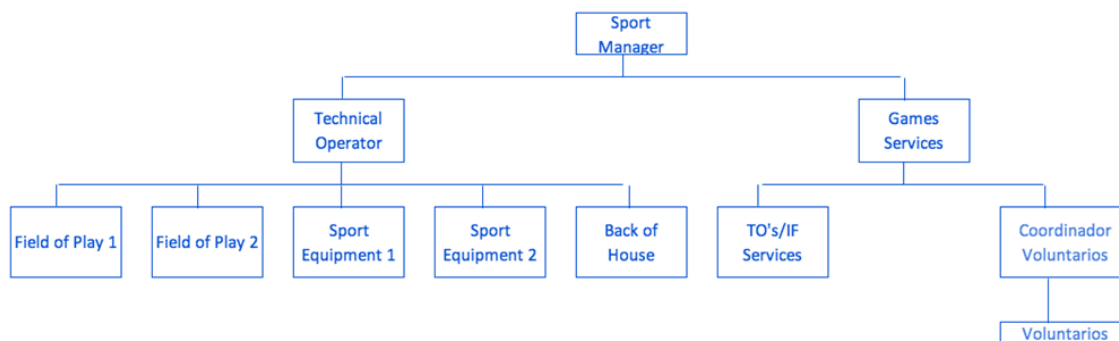 Sport
Manager
Technical
Operator
Games
Services
Field of Play 1
Field of Play 2
Sport
Equipment 1
Sport
Equipment 2
Back of
House
TO's/IF
Services
Coordinador
Voluntarios
Voluntarios